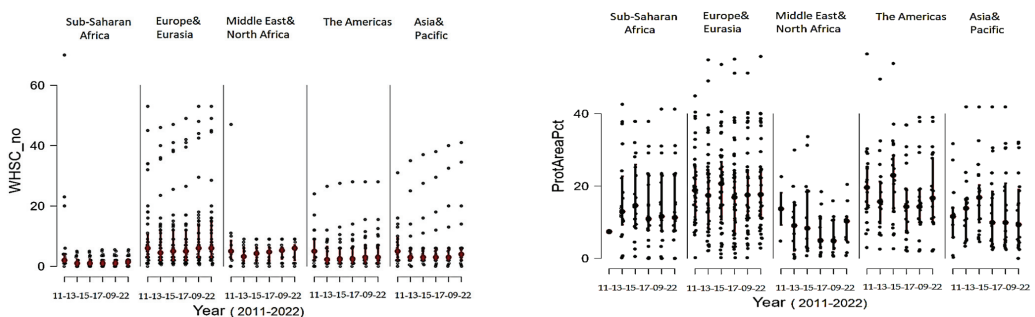 Sub-Saharan Africa
Europe& Eurasia
Middle East& North Africa
The Americas
Asia& Pacific
WHSC_no
60
40
20
0
11-13-15-17-09-22 11-13-15-17-09-22 11-13-15-17-09-22 11-13-15-17-09-22 11-13-15-17-09-22
Year (2011-2022)
Sub-Saharan Africa
Europe& Eurasia
Middle East& North Africa
The Americas
Asia& Pacific
ProtAreaPct
40
20
0
11-13-15-17-09-22 11-13-15-17-09-22 11-13-15-17-09-22 11-13-15-17-09-22 11-13-15-17-09-22
Year (2011-2022)